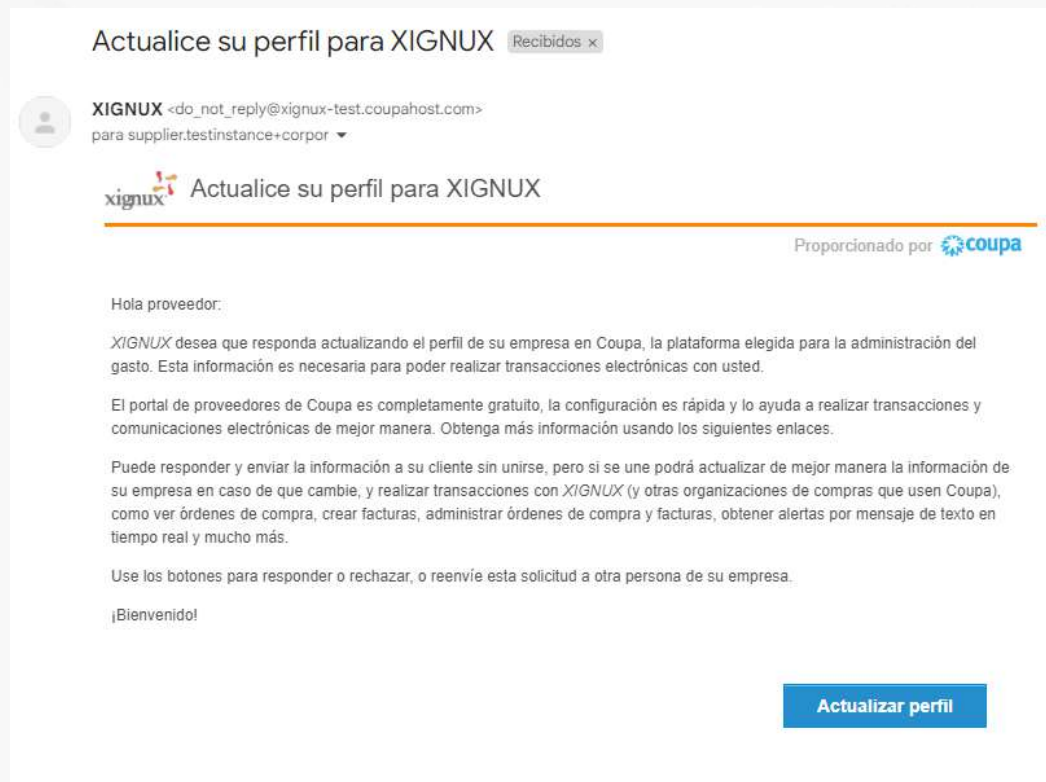 Actualice su perfil para XIGNUX Recibidos ×
XIGNUX <do_not_reply@xignux-test.coupahost.com>
para supplier.testinstance+corpor
xignux Actualice su perfil para XIGNUX
Proporcionado por coupa
Hola proveedor:
XIGNUX desea que responda actualizando el perfil de su empresa en Coupa, la plataforma elegida para la administración del
gasto. Esta información es necesaria para poder realizar transacciones electrónicas con usted.
El portal de proveedores de Coupa es completamente gratuito, la configuración es rápida y lo ayuda a realizar transacciones y
comunicaciones electrónicas de mejor manera. Obtenga más información usando los siguientes enlaces.
Puede responder y enviar la información a su cliente sin unirse, pero si se une podrá actualizar de mejor manera la información de
su empresa en caso de que cambie, y realizar transacciones con XIGNUX (y otras organizaciones de compras que usen Coupa),
como ver órdenes de compra, crear facturas, administrar órdenes de compra y facturas, obtener alertas por mensaje de texto en
tiempo real y mucho más.
Use los botones para responder o rechazar, o reenvíe esta solicitud a otra persona de su empresa.
¡Bienvenido!
Actualizar perfil